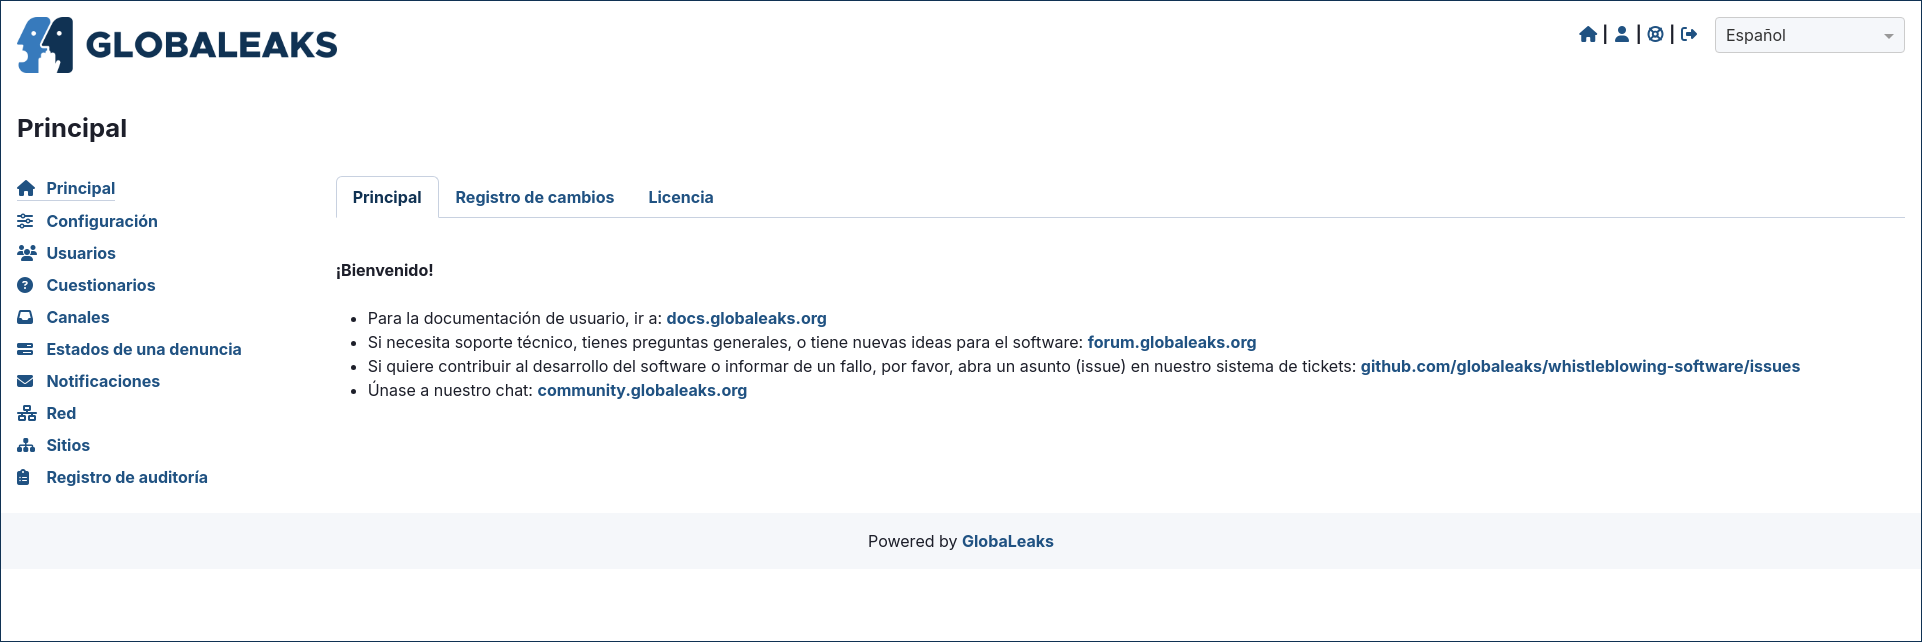 GLOBALEAKS
Español
Principal
Principal
Configuración
Usuarios
Cuestionarios
Canales
Estados de una denuncia
Notificaciones
Red
Sitios
Registro de auditoría
Principal Registro de cambios Licencia
¡Bienvenido!
Para la documentación de usuario, ir a: docs.globaleaks.org
Si necesita soporte técnico, tienes preguntas generales, o tiene nuevas ideas para el software: forum.globaleaks.org
Si quiere contribuir al desarrollo del software o informar de un fallo, por favor, abra un asunto (issue) en nuestro sistema de tickets: github.com/globaleaks/whistleblowing-software/issues
Únase a nuestro chat: community.globaleaks.org
Powered by GlobaLeaks